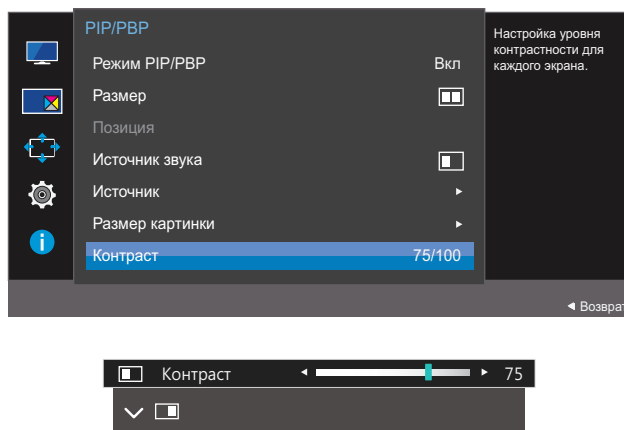 PIP/PBP
Режим PIP/PBP Вкл
Размер
Позиция
Источник звука
Источник
Размер картинки
Контраст 75/100
Настройка уровня
контрастности для
каждого экрана.
Возврат
Контраст 75